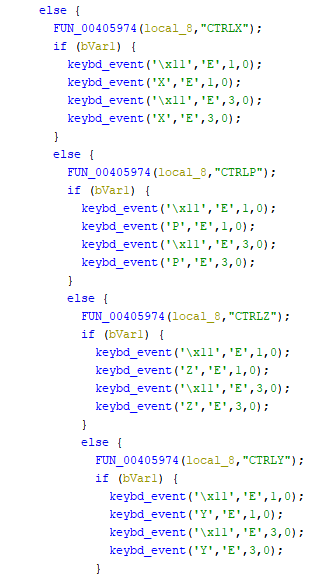 else {
FUN_00405974(local_8,"CTRLX");
if (bVar1) {
keybd_event('\x11','E',1,0);
keybd_event('X','E',1,0);
keybd_event('\x11','E',3,0);
keybd_event('X','E',3,0);
}
else {
FUN_00405974(local_8,"CTRLP");
if (bVar1) {
keybd_event('\x11','E',1,0);
keybd_event('P','E',1,0);
keybd_event('\x11','E',3,0);
keybd_event('P','E',3,0);
}
else {
FUN_00405974(local_8,"CTRLZ");
if (bVar1) {
keybd_event('\x11','E',1,0);
keybd_event('Z','E',1,0);
keybd_event('\x11','E',3,0);
keybd_event('Z','E',3,0);
}
else {
FUN_00405974(local_8,"CTRLY");
if (bVar1) {
keybd_event('\x11','E',1,0);
keybd_event('Y','E',1,0);
keybd_event('\x11','E',3,0);
keybd_event('Y','E',3,0);
}